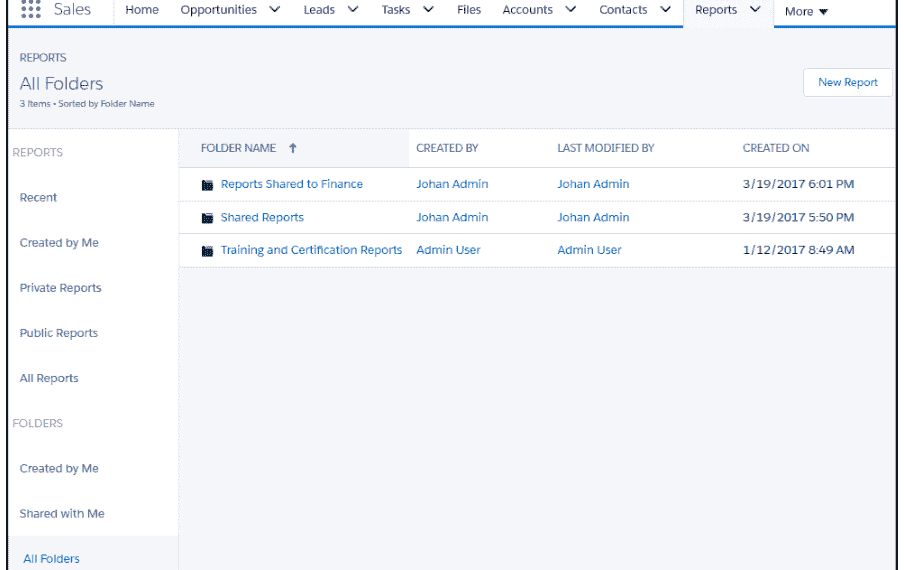 Sales Home Opportunities Leads Tasks Files Accounts Contacts Reports More
REPORTS
All Folders
3 Items • Sorted by Folder Name
New Report
REPORTS
Recent
Created by Me
Private Reports
Public Reports
All Reports
FOLDERS
Created by Me
Shared with Me
All Folders
FOLDER NAME CREATED BY LAST MODIFIED BY CREATED ON
Reports Shared to Finance Johan Admin Johan Admin 3/19/2017 6:01 PM
Shared Reports Johan Admin Johan Admin 3/19/2017 5:50 PM
Training and Certification Reports Admin User Admin User 1/12/2017 8:49 AM